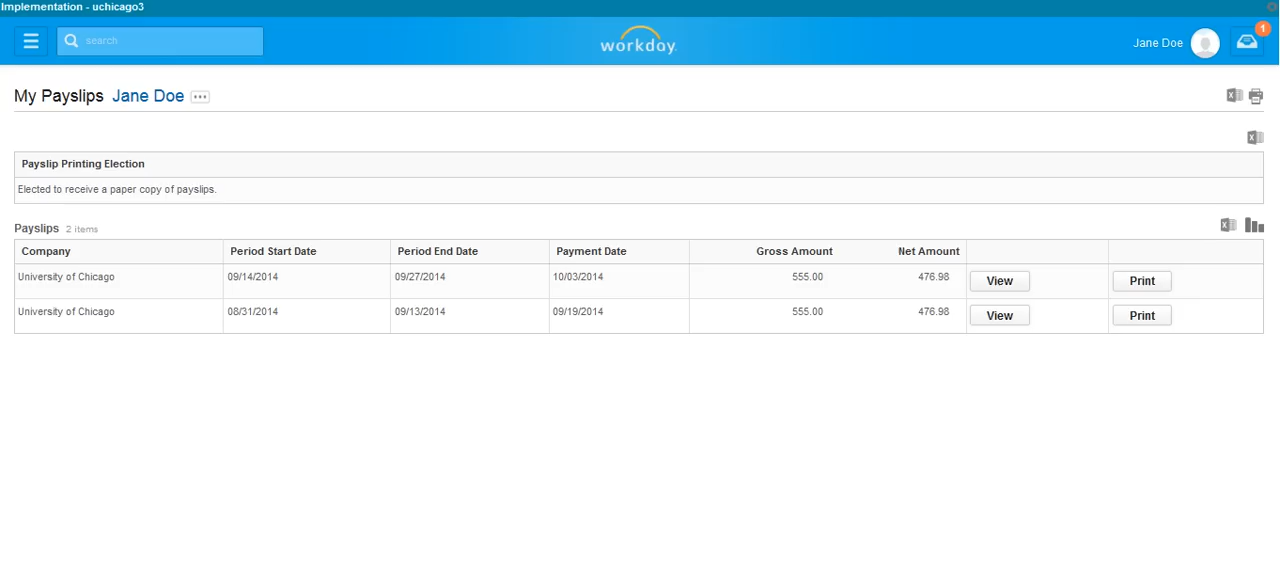 Implementation - uchicago3
search
workday.
Jane Doe
1
My Payslips Jane Doe
Payslip Printing Election
Elected to receive a paper copy of payslips.
Payslips 2 items
Company Period Start Date Period End Date Payment Date Gross Amount Net Amount
University of Chicago 09/14/2014 09/27/2014 10/03/2014 555.00 476.98 View Print
University of Chicago 08/31/2014 09/13/2014 09/19/2014 555.00 476.98 View Print